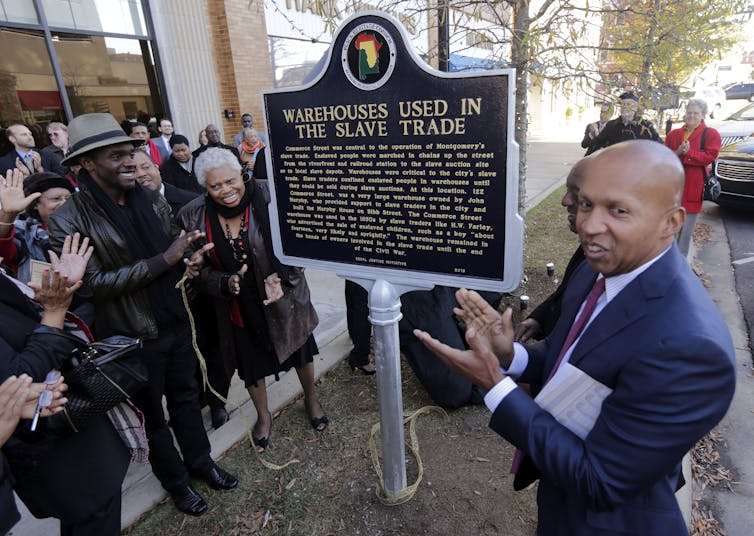 WAREHOUSES USED IN
THE SLAVE TRADE
Commerce Street was central to the operation of Montgomery's
slave trade. Enslaved people were marched in chains up the street
from the riverfront and railroad station to the slave auction site
or to local slave depots. Warehouses were critical to the city's slave
trade. Slave traders confined enslaved people in warehouses until
they could be sold during slave auctions. At this location, 122
Commerce Street, was a very large warehouse owned by John
Murphy, who provided support to slave traders in the city and
built the Murphy House on Bibb Street. The Commerce Street
warehouse was used in the 1850s by slave traders like H.W. Farley,
who advertised the sale of enslaved children, such as a boy "about
fourteen, very likely and sprightly." The warehouse remained in
the hands of owners involved in the slave trade until the end
of the Civil War.
EQUAL JUSTICE INITIATIVE 2013